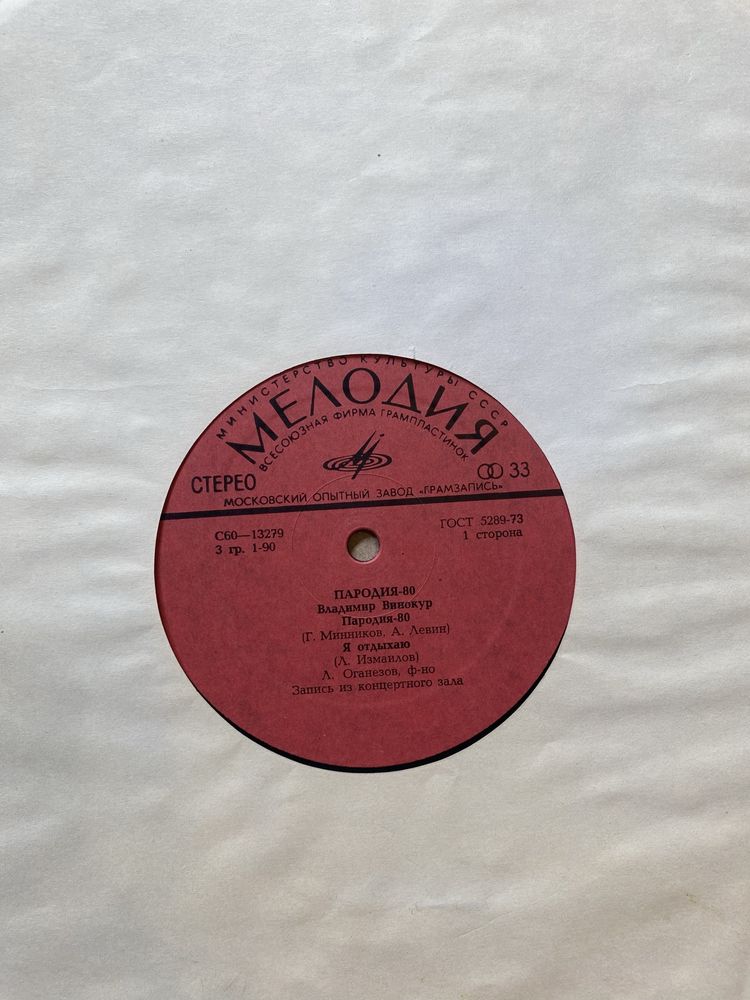 МИНИСТЕРСТВО КУЛЬТУРЫ СССР
МЕЛОДИЯ
ВСЕСОЮЗНАЯ ФИРМА ГРАМПЛАСТИНОК
СТЕРЕО
33
МОСКОВСКИЙ ОПЫТНЫЙ ЗАВОД «ГРАМЗАПИСЬ»
С60—13279
ГОСТ 5289-73
3 гр. 1-90
1 сторона
ПАРОДИЯ-80
Владимир Винокур
Пародия-80
(Г. Минников, А. Левин)
Я отдыхаю
(Л. Измаилов)
Л. Оганезов, ф-но
Запись из концертного зала